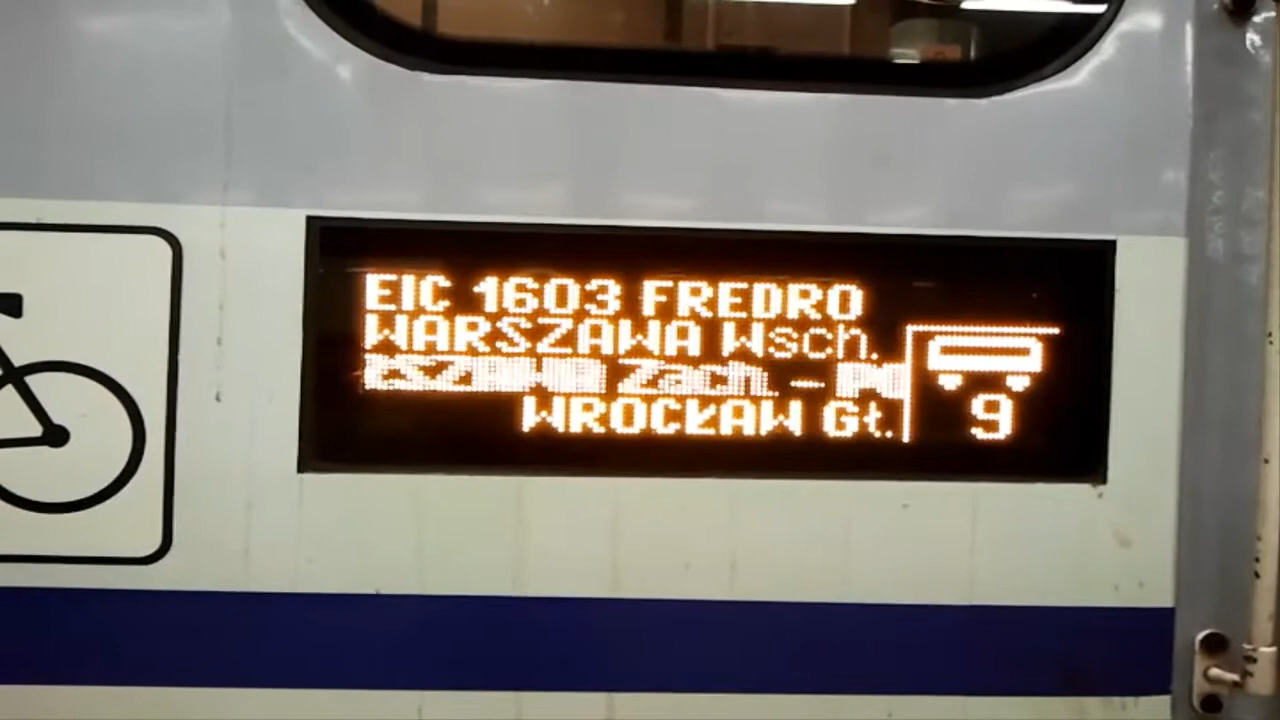 EIC 1603 FREDRO
WARSZAWA Wsch.
Zach. -
WROCŁAW Gł.
9